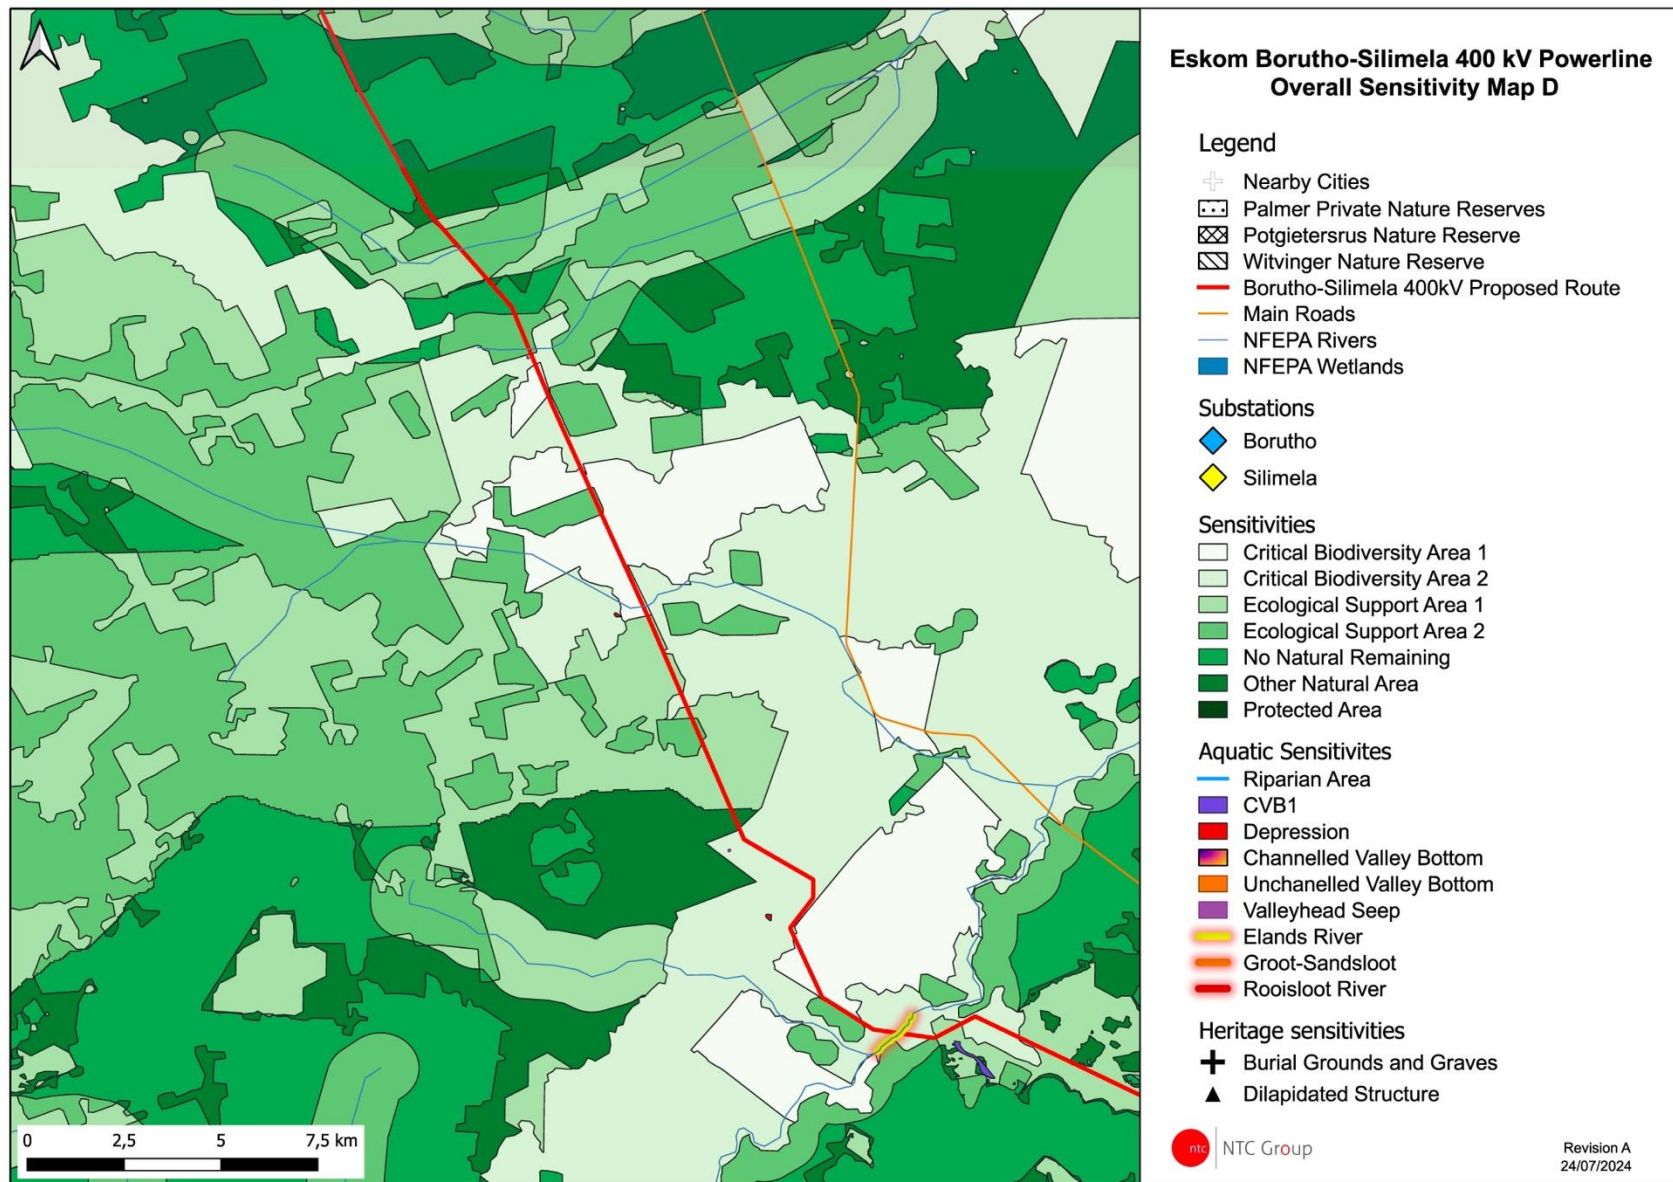 Eskom Borutho-Silimela 400 kV Powerline
Overall Sensitivity Map D
Legend
Nearby Cities
Palmer Private Nature Reserves
Potgietersrus Nature Reserve
Witvinger Nature Reserve
Borutho-Silimela 400kV Proposed Route
Main Roads
NFEPA Rivers
NFEPA Wetlands
Substations
Borutho
Silimela
Sensitivities
Critical Biodiversity Area 1
Critical Biodiversity Area 2
Ecological Support Area 1
Ecological Support Area 2
No Natural Remaining
Other Natural Area
Protected Area
Aquatic Sensitivites
Riparian Area
CVB1
Depression
Channelled Valley Bottom
Unchanelled Valley Bottom
Valleyhead Seep
Elands River
Groot-Sandsloot
Rooisloot River
Heritage sensitivities
Burial Grounds and Graves
Dilapidated Structure
0 2,5 5 7,5 km
ntc NTC Group
Revision A
24/07/2024